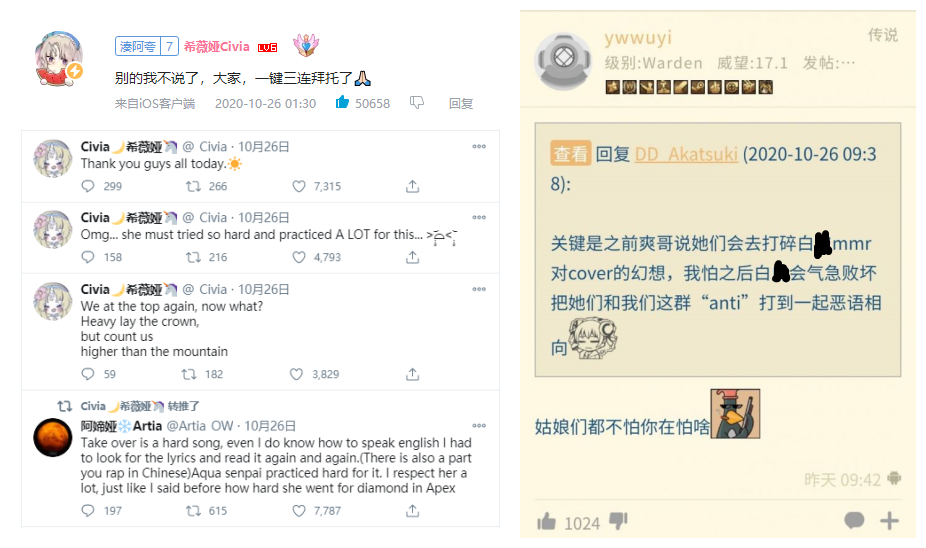 湊阿夸 7 希薇娅Civia LV6
别的我不说了，大家，一键三连拜托了🙏🏻
来自iOS客户端 2020-10-26 01:30 50658 回复
Civia🌙希薇娅🦄 @ Civia · 10月26日
Thank you guys all today.☀️
299 266 7,315
Civia🌙希薇娅🦄 @ Civia · 10月26日
Omg... she must tried so hard and practiced A LOT for this...
158 216 4,793
Civia🌙希薇娅🦄 @ Civia · 10月26日
We at the top again, now what?
Heavy lay the crown,
but count us
higher than the mountain
59 182 3,829
Civia🌙希薇娅🦄 转推了
阿媂娅❄️Artia @Artia OW · 10月26日
Take over is a hard song, even I do know how to speak english I had
to look for the lyrics and read it again and again.(There is also a part
you rap in Chinese)Aqua senpai practiced hard for it. I respect her a
lot, just like I said before how hard she went for diamond in Apex
197 615 7,787
ywwuyi 传说
级别:Warden 威望:17.1 发帖:···
查看 回复 DD_Akatsuki (2020-10-26 09:3
8):
关键是之前爽哥说她们会去打碎白 mmr
对cover的幻想，我怕之后白 会气急败坏
把她们和我们这群“anti”打到一起恶语相
向
姑娘们都不怕你在怕啥
昨天 09:42
1024